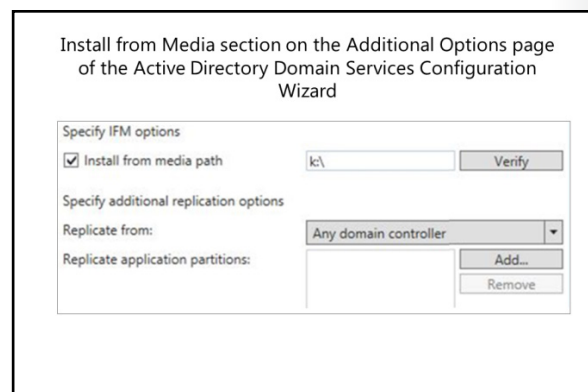 Install from Media section on the Additional Options page
of the Active Directory Domain Services Configuration
Wizard
Specify IFM options
Install from media path k:\ Verify
Specify additional replication options
Replicate from: Any domain controller
Replicate application partitions: Add...
Remove